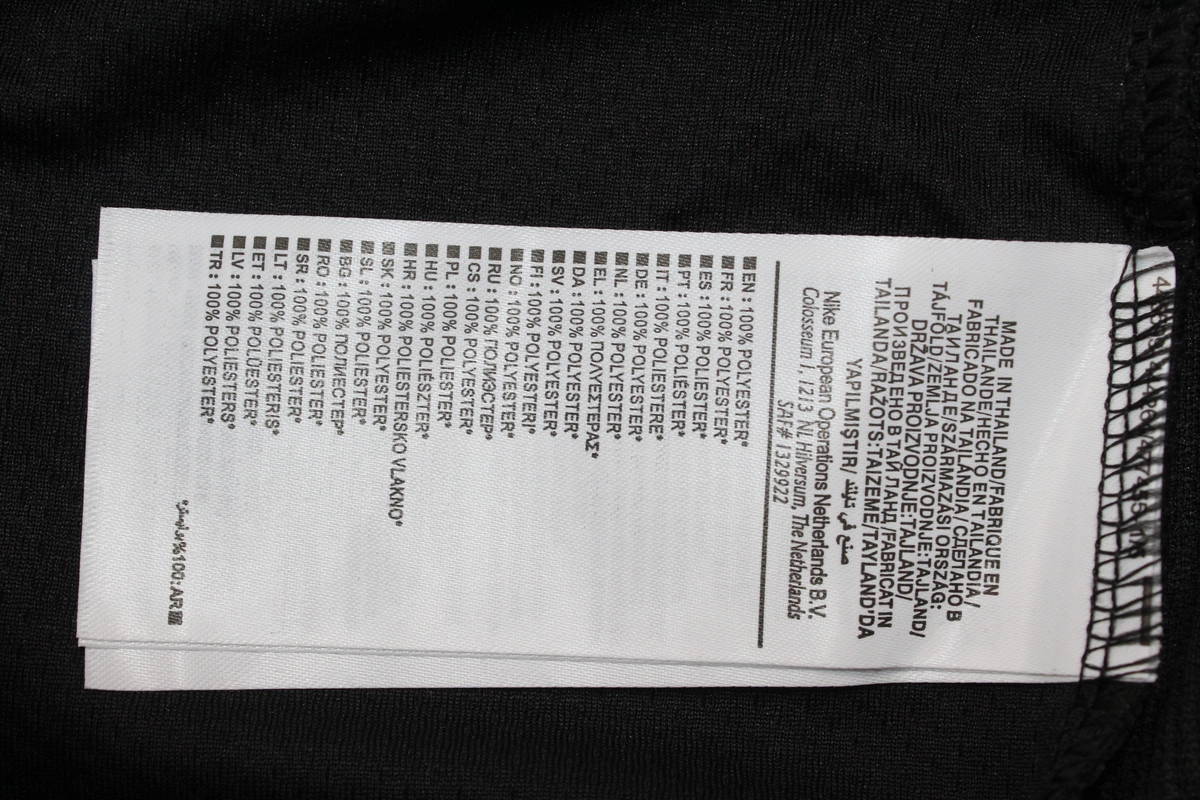 MADE IN THAILAND/FABRIQUE EN
THAILANDE/HECHO EN TAILANDIA/
FABRICADO NA TAILÂNDIA/СДЕЛАНО В
ТАИЛАНДЕ/SZÁRMAZÁSI ORSZÁG:
TÁJFÖLD/ZEMLJA PROIZVODNJE:TAJLAND/
DRŽAVA PROIZVODNJE:TAJLAND/
ПРОИЗВЕДЕНО В ТАЙЛАНД/FABRICAT IN
TAILANDA/RAŽOTS:TAIZEME/TAYLAND'DA
YAPILMIŞTIR/ صنع في تايلند
Nike European Operations Netherlands B.V.
Colosseum 1, 1213 NL Hilversum, The Netherlands
SAF# 1329922
EN : 100% POLYESTER*
FR : 100% POLYESTER*
ES : 100% POLIESTER*
PT : 100% POLIÉSTER*
IT : 100% POLIESTERE*
DE : 100% POLYESTER*
NL : 100% POLYESTER*
EL : 100% ΠΟΛΥΕΣΤΕΡΑΣ*
DA : 100% POLYESTER*
SV : 100% POLYESTER*
FI : 100% POLYESTERI*
NO : 100% POLYESTER*
RU : 100% ПОЛИЭСТЕР*
CS : 100% POLYESTER*
PL : 100% POLIESTER*
HU : 100% POLIÉSZTER*
HR : 100% POLIESTERSKO VLAKNO*
SK : 100% POLYESTER*
SL : 100% POLIESTER*
BG : 100% ПОЛИЕСТЕР*
RO : 100% POLIESTER*
SR : 100% POLIESTER*
LT : 100% POLIESTERIS*
ET : 100% POLÜESTER*
LV : 100% POLIESTERS*
TR : 100% POLYESTER*
AR :100% بوليستر*